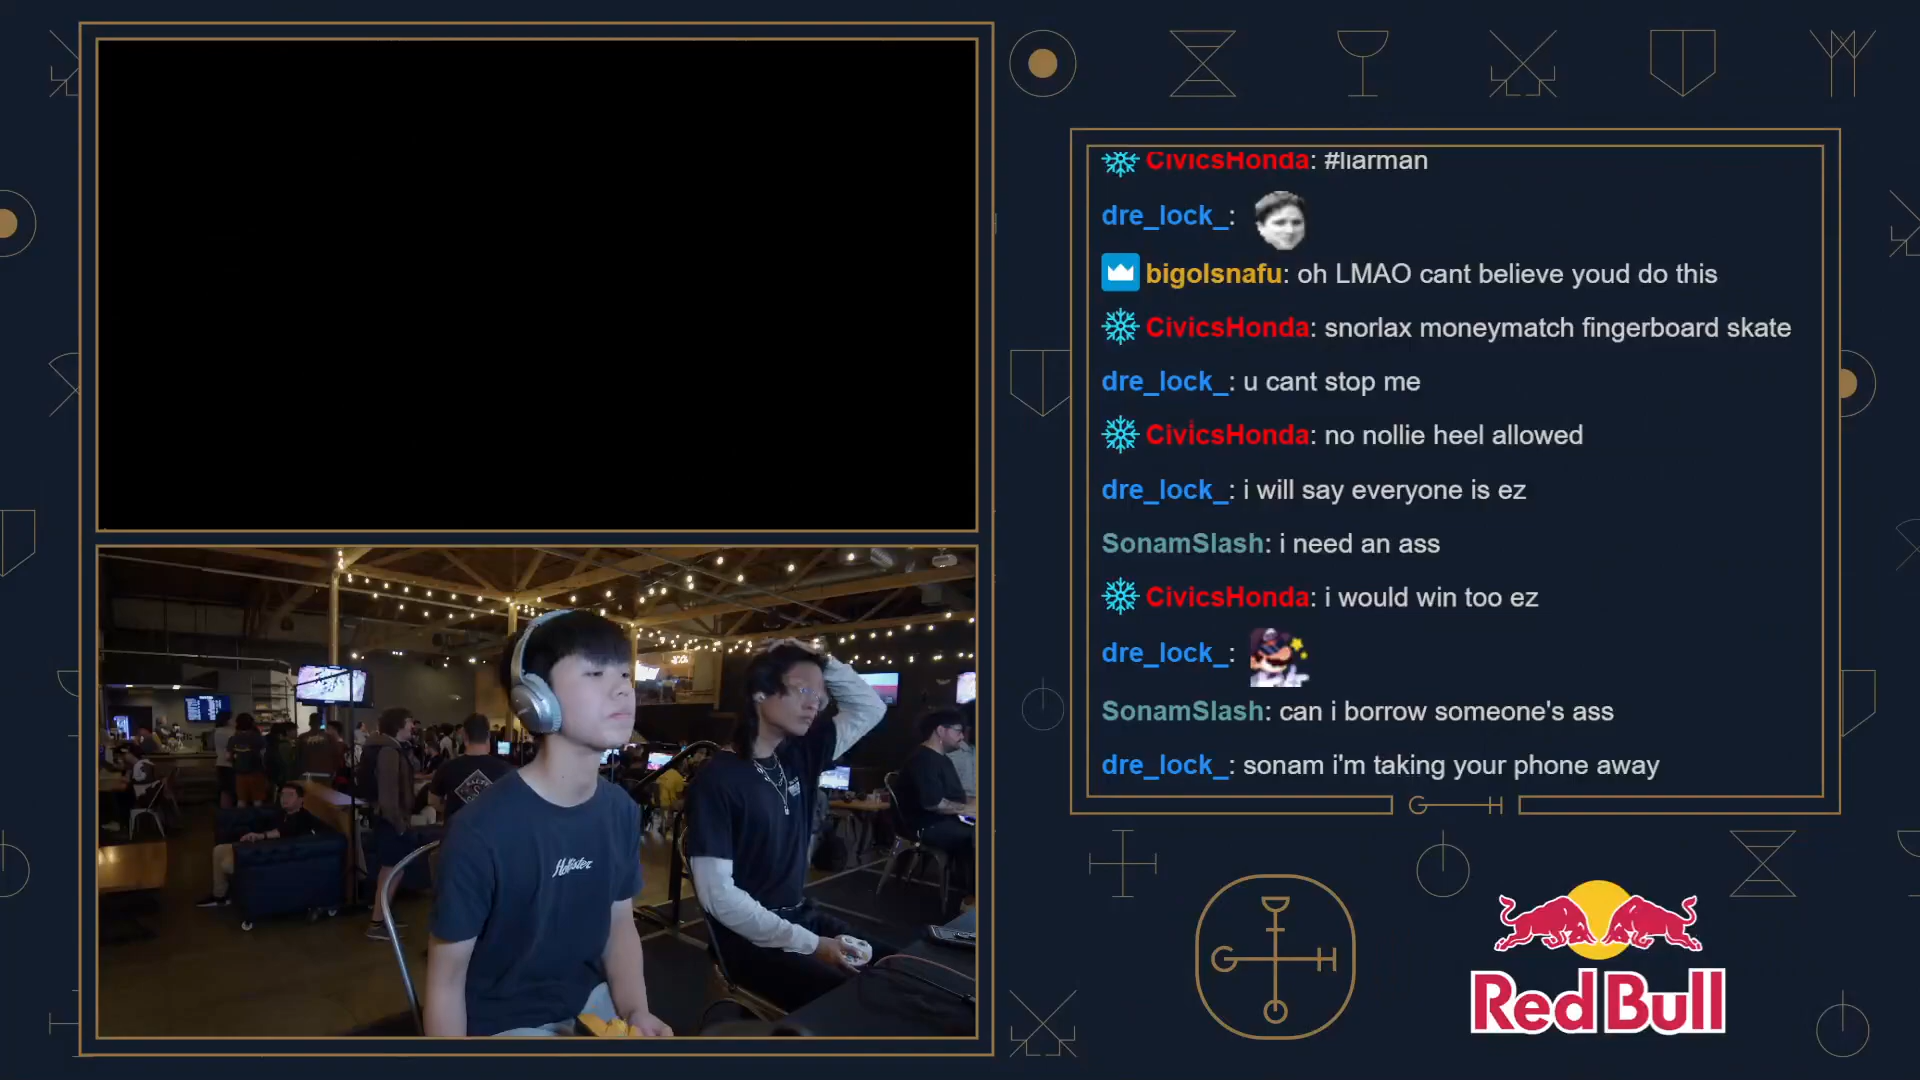 CivicsHonda: #liarman
dre_lock_:
bigolsnafu: oh LMAO cant believe youd do this
CivicsHonda: snorlax moneymatch fingerboard skate
dre_lock_: u cant stop me
CivicsHonda: no nollie heel allowed
dre_lock_: i will say everyone is ez
SonamSlash: i need an ass
CivicsHonda: i would win too ez
dre_lock_:
SonamSlash: can i borrow someone's ass
dre_lock_: sonam i'm taking your phone away
G H
Hollister
G H
Red Bull